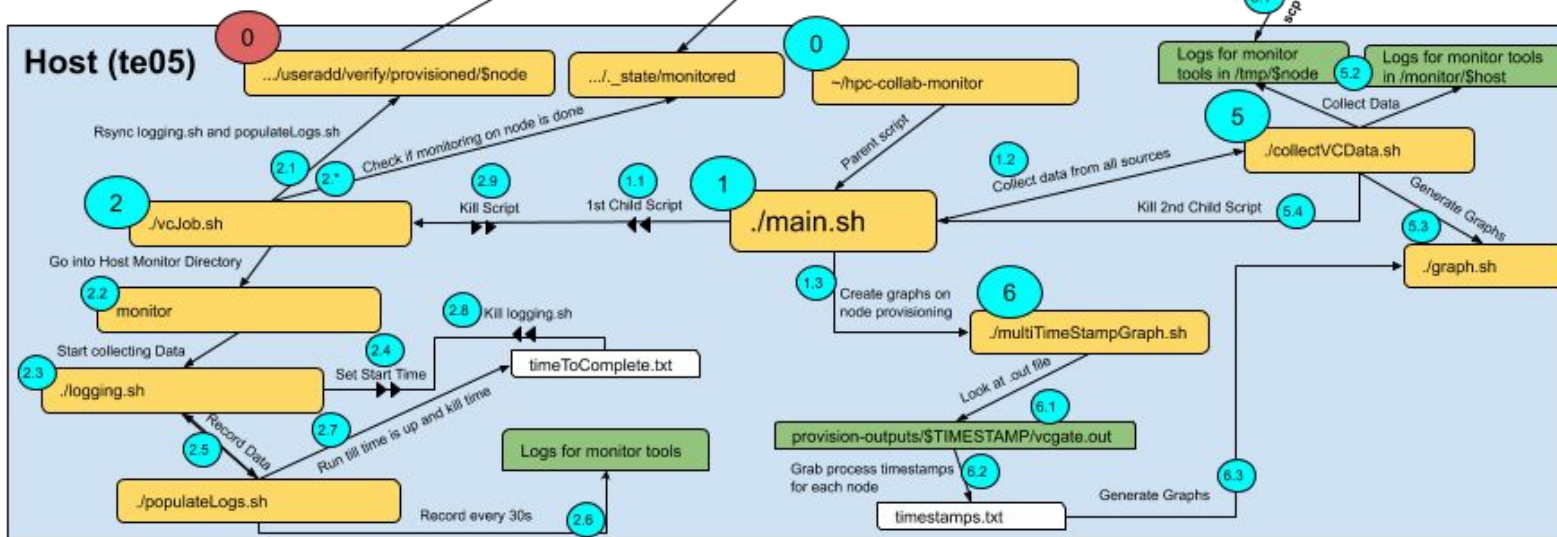 scp
Host (te05)
0
.../useradd/verify/provisioned/$node
.../._state/monitored
0
~/hpc-collab-monitor
Logs for monitor
tools in /tmp/$node
5.2
Logs for monitor tools
in /monitor/$host
Collect Data
Rsync logging.sh and populateLogs.sh
2.1
2.*
Check if monitoring on node is done
Parent script
5
./collectVCData.sh
1.2
Collect data from all sources
2
./vcJob.sh
2.9
Kill Script
1.1
1st Child Script
1
./main.sh
Kill 2nd Child Script
5.4
Generate Graphs
5.3
./graph.sh
Go into Host Monitor Directory
2.2
monitor
1.3
Create graphs on
node provisioning
6
./multiTimeStampGraph.sh
2.8
Kill logging.sh
Start collecting Data
2.4
Set Start Time
timeToComplete.txt
2.3
./logging.sh
Look at .out file
6.1
provision-outputs/$TIMESTAMP/vcgate.out
2.5
Record Data
2.7
Run till time is up and kill time
Logs for monitor tools
Grab process timestamps
for each node
6.2
6.3
./populateLogs.sh
Record every 30s
2.6
timestamps.txt
Generate Graphs